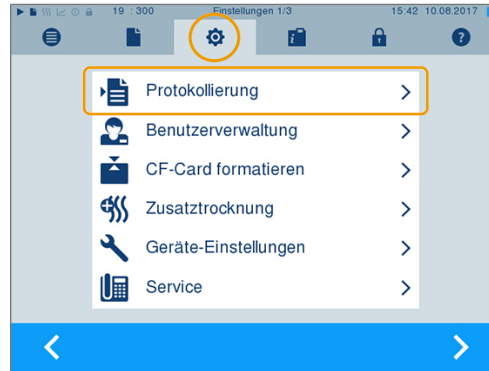 19 : 300 Einstellungen 1/3 15:42 10.08.2017
Protokollierung
Benutzerverwaltung
CF-Card formatieren
Zusatztrocknung
Geräte-Einstellungen
Service